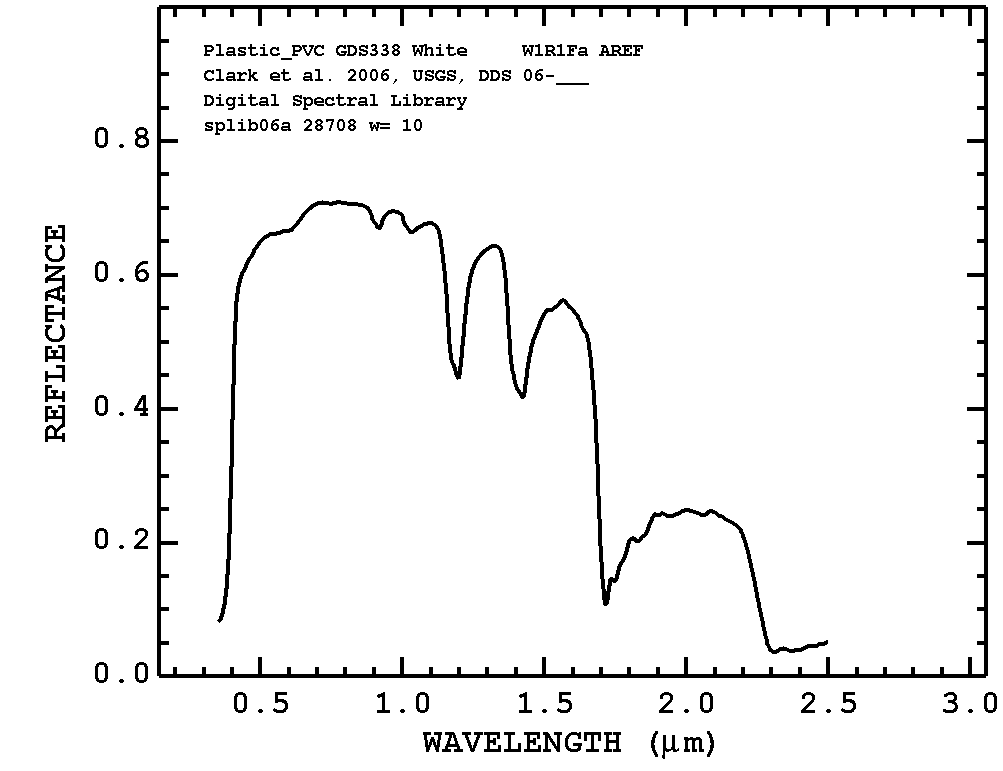 Plastic_PVC GDS338 White W1R1Fa AREF
Clark et al. 2006, USGS, DDS 06-___
Digital Spectral Library
splib06a 28708 w= 10
0.8
0.6
0.4
0.2
0.0
REFLECTANCE
0.5 1.0 1.5 2.0 2.5 3.0
WAVELENGTH (μm)